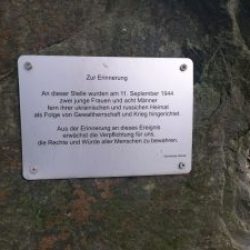 Zur Erinnerung
An dieser Stelle wurden am 11. September 1944
zwei junge Frauen und acht Männer
fern ihrer ukrainischen und russischen Heimat
als Folge von Gewaltherrschaft und Krieg hingerichtet.
Aus der Erinnerung an dieses Ereignis
erwächst die Verpflichtung für uns,
die Rechte und Würde aller Menschen zu bewahren.